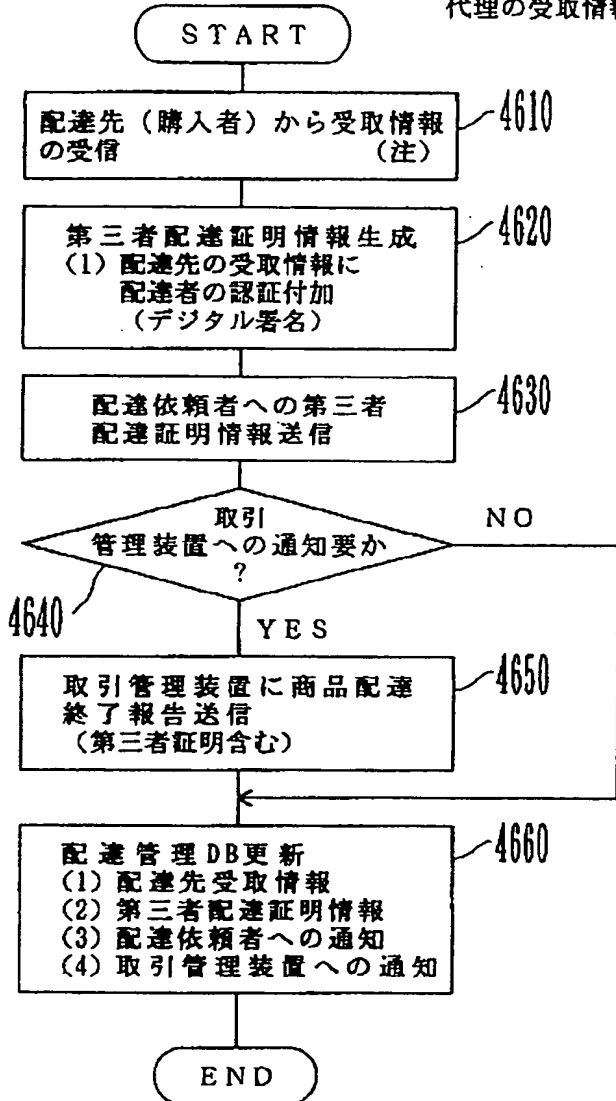 代理の受取情報
START
配達先（購入者）から受取情報
の受信　　　　　（注）
4610
第三者配達証明情報生成
(1) 配達先の受取情報に
配達者の認証付加
（デジタル署名）
4620
配達依頼者への第三者
配達証明情報送信
4630
取引
管理装置への通知要か
?
NO
4640
YES
取引管理装置に商品配達
終了報告送信
（第三者証明含む）
4650
配達管理DB更新
(1) 配達先受取情報
(2) 第三者配達証明情報
(3) 配達依頼者への通知
(4) 取引管理装置への通知
4660
END